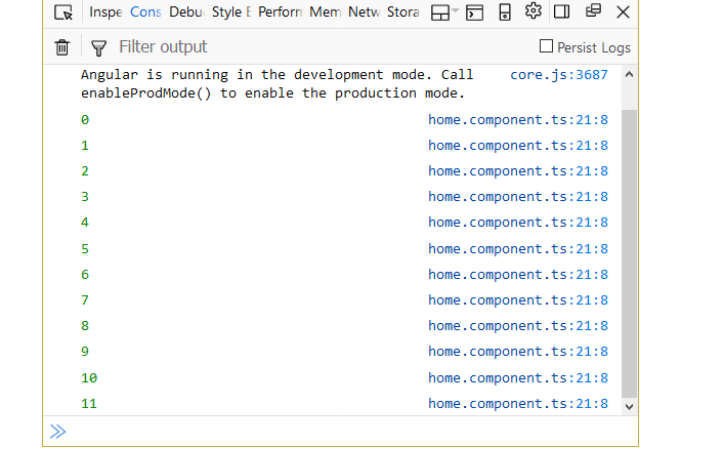 Inspe Cons Debu Style E Perforn Mem Netw Stora
Filter output Persist Logs
Angular is running in the development mode. Call core.js:3687
enableProdMode() to enable the production mode.
0 home.component.ts:21:8
1 home.component.ts:21:8
2 home.component.ts:21:8
3 home.component.ts:21:8
4 home.component.ts:21:8
5 home.component.ts:21:8
6 home.component.ts:21:8
7 home.component.ts:21:8
8 home.component.ts:21:8
9 home.component.ts:21:8
10 home.component.ts:21:8
11 home.component.ts:21:8